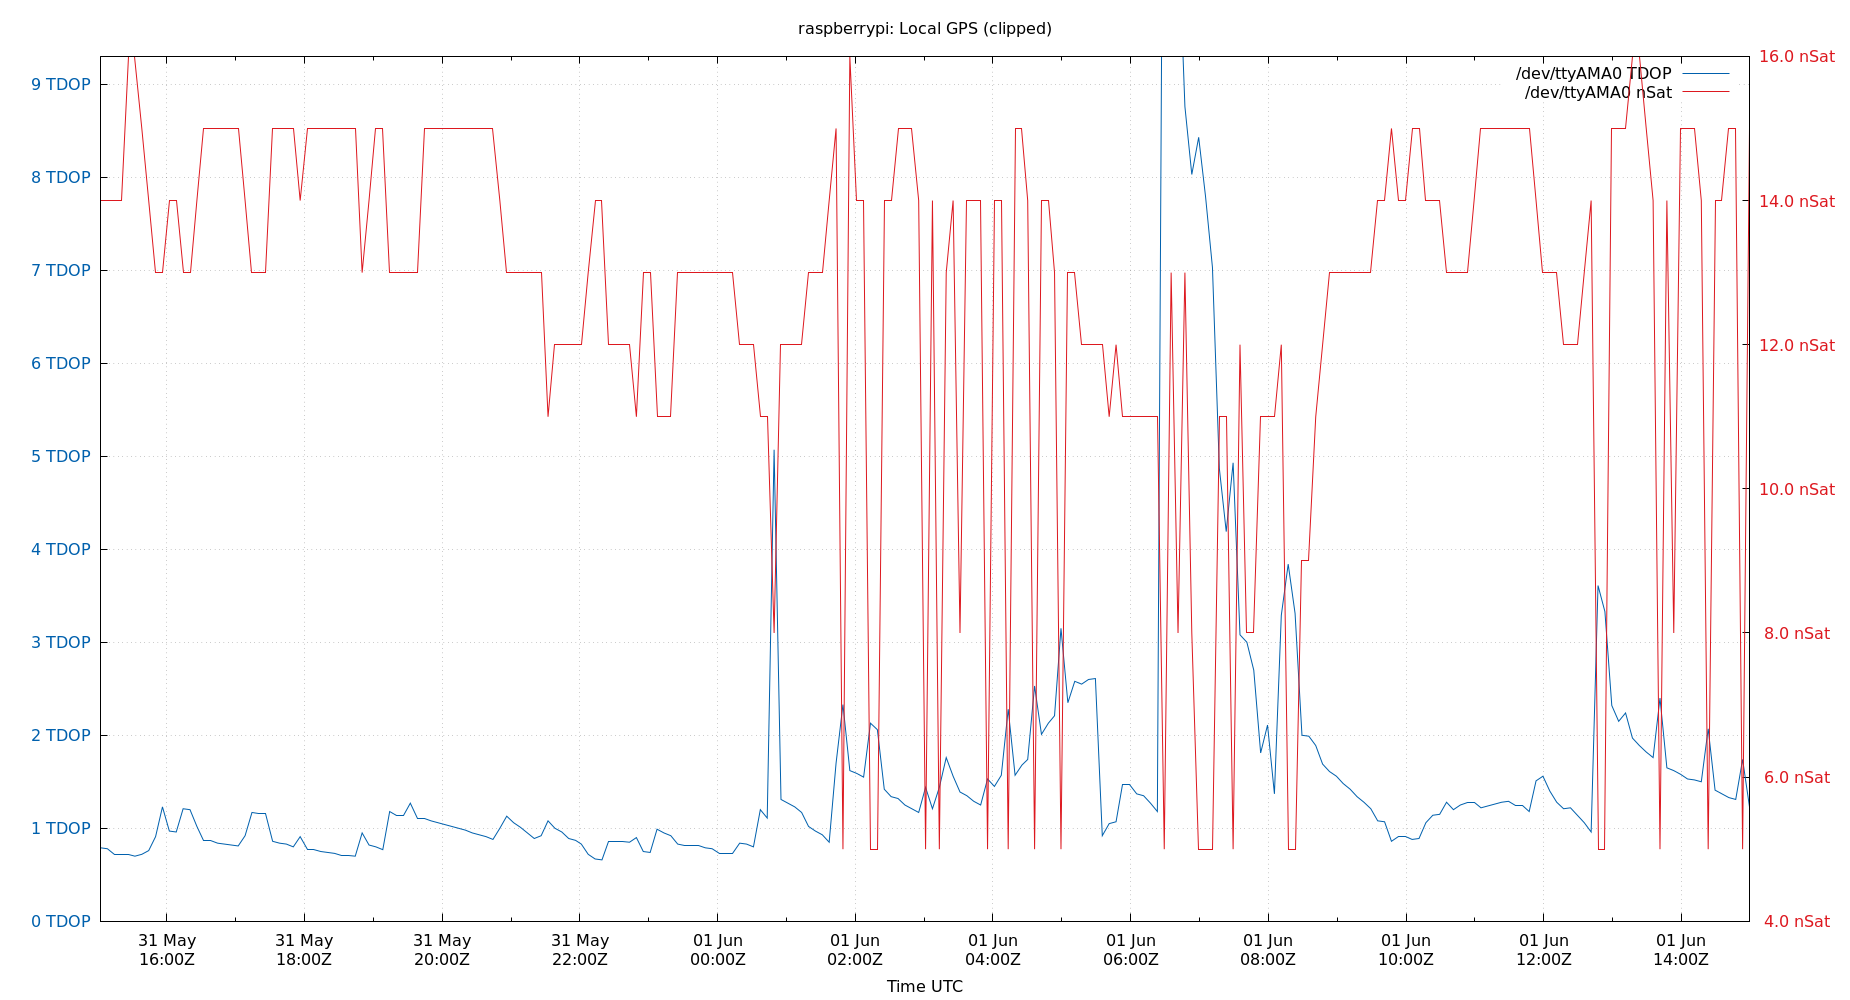 raspberrypi: Local GPS (clipped)
/dev/ttyAMA0 TDOP
/dev/ttyAMA0 nSat
9 TDOP
8 TDOP
7 TDOP
6 TDOP
5 TDOP
4 TDOP
3 TDOP
2 TDOP
1 TDOP
0 TDOP
16.0 nSat
14.0 nSat
12.0 nSat
10.0 nSat
8.0 nSat
6.0 nSat
4.0 nSat
31 May
16:00Z
31 May
18:00Z
31 May
20:00Z
31 May
22:00Z
01 Jun
00:00Z
01 Jun
02:00Z
01 Jun
04:00Z
01 Jun
06:00Z
01 Jun
08:00Z
01 Jun
10:00Z
01 Jun
12:00Z
01 Jun
14:00Z
Time UTC